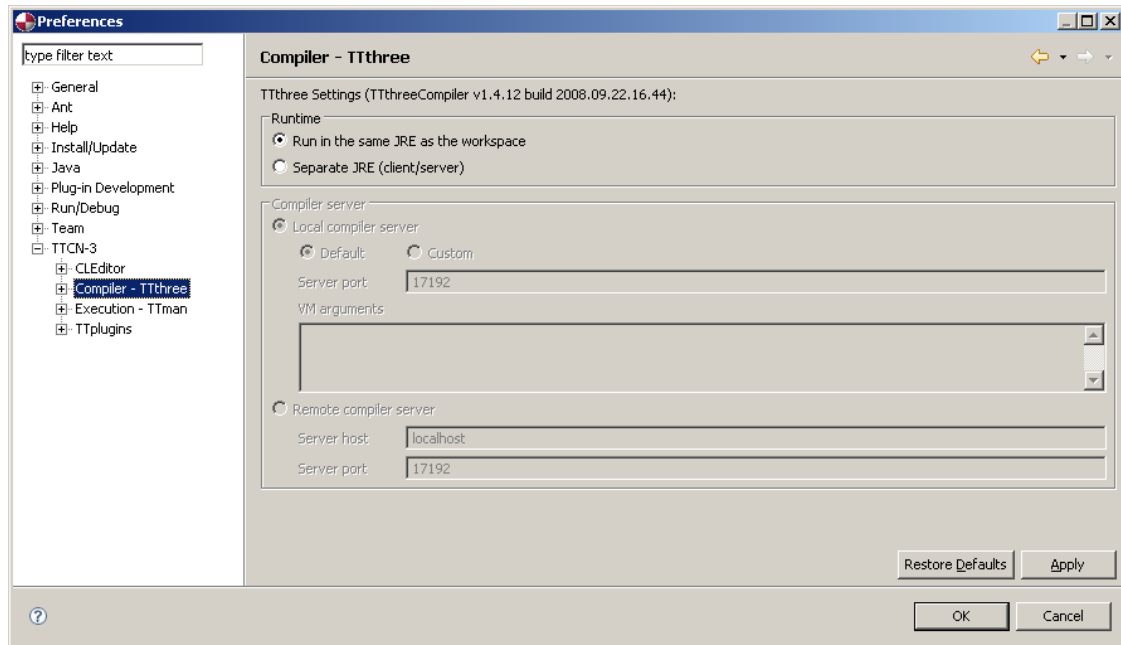 Preferences
type filter text
General
Ant
Help
Install/Update
Java
Plug-in Development
Run/Debug
Team
TTCN-3
CLEditor
Compiler - TTthree
Execution - TTman
TTplugins
Compiler - TTthree
TTthree Settings (TTthreeCompiler v1.4.12 build 2008.09.22.16.44):
Runtime
Run in the same JRE as the workspace
Separate JRE (client/server)
Compiler server
Local compiler server
Default Custom
Server port 17192
VM arguments
Remote compiler server
Server host localhost
Server port 17192
Restore Defaults Apply
OK Cancel